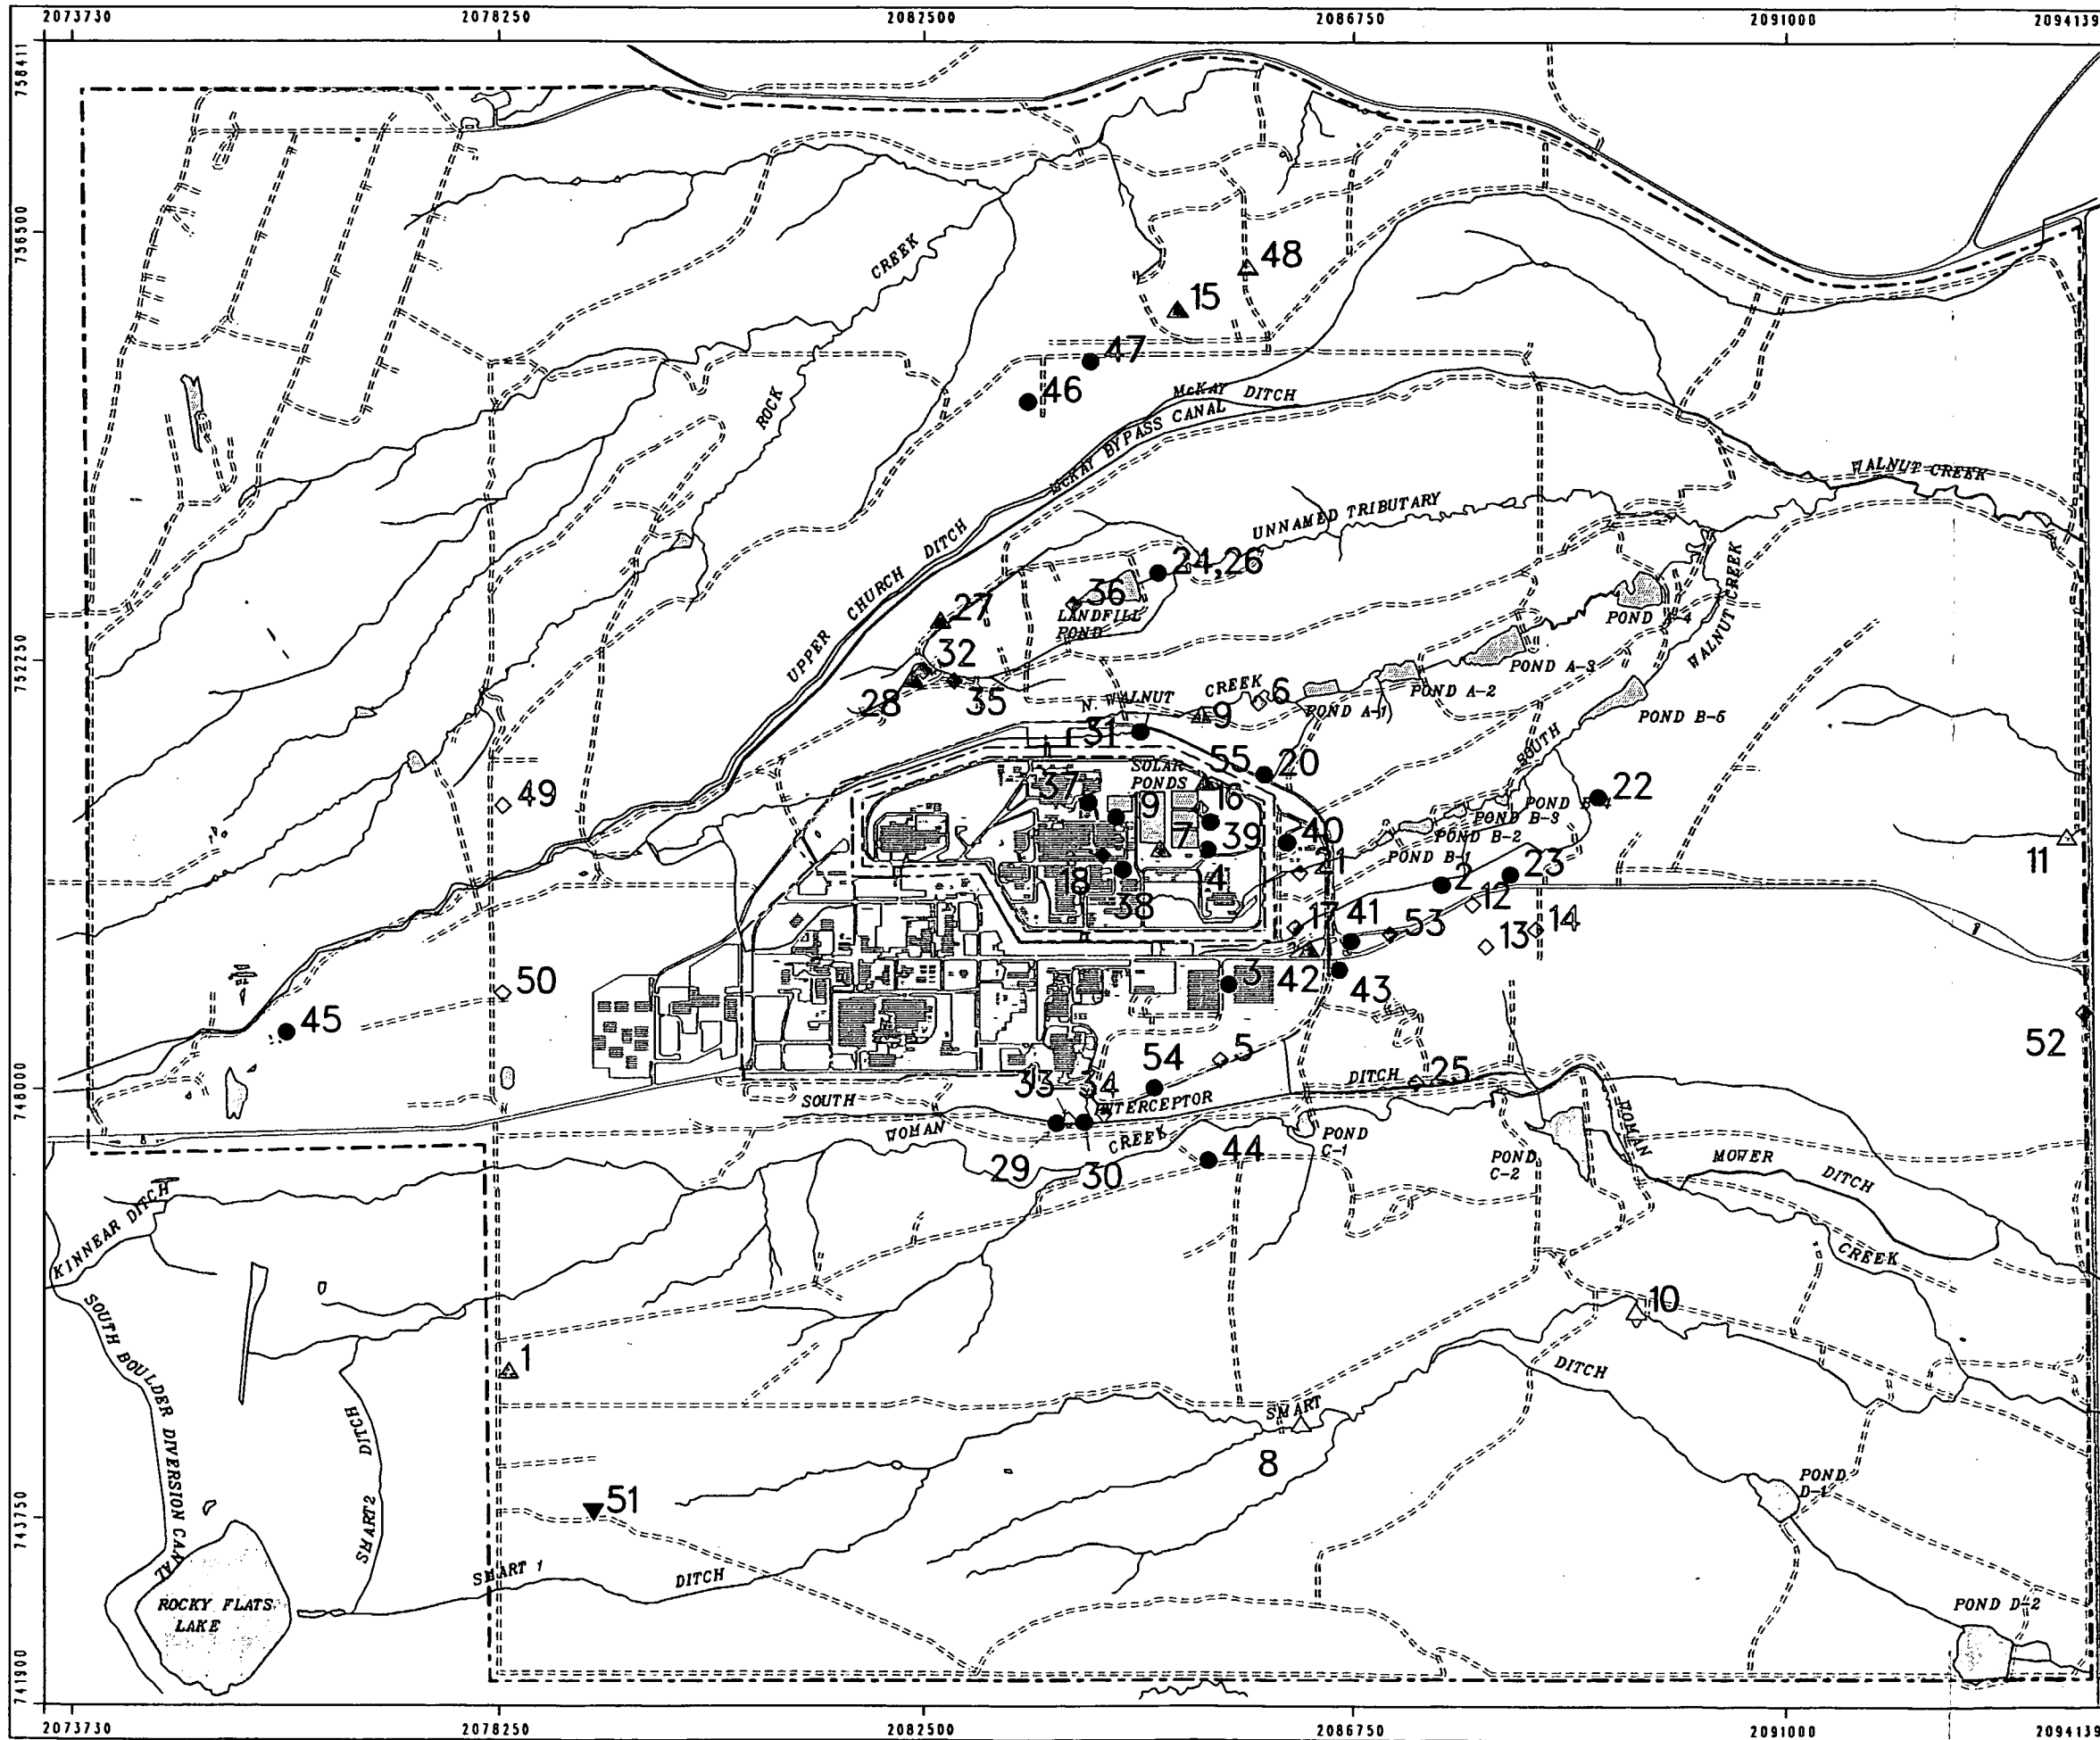 2073730 2078250 2082500 2086750 2091000 2094139
758411
756500
752250
748000
743750
741900
48
15
CREEK
47
46
McKAY DITCH
McKAY BYPASS CANAL
ROCK
WALNUT CREEK
UNNAMED TRIBUTARY
DITCH
24,26
CHURCH
36
LANDFILL
POND
27
UPPER
POND A-4
WALNUT CREEK
32
POND A-3
28
35
CREEK
6
POND A-2
N. WALNUT
9
POND A-1
POND B-5
31
SOUTH
55
20
SOLAR
PONDS
37
16
22
49
9
POND B-4
POND B-3
39
40
POND B-2
7
POND B-1
11
18
4
21
2
23
38
12
17
41
53
13
14
50
3
42
43
45
52
54
5
33
34
DITCH
25
SOUTH
INTERCEPTOR
WOMAN
CREEK
POND
C-1
WOMAN
29
30
44
POND
C-2
MOWER
DITCH
KINNEAR DITCH
CREEK
SOUTH BOULDER DIVERSION CANAL
10
1
DITCH
SMART2
DITCH
SMART
8
POND
D-1
51
SMART 1
DITCH
ROCKY FLATS
LAKE
POND D-2
2073730 2078250 2082500 2086750 2091000 2094139